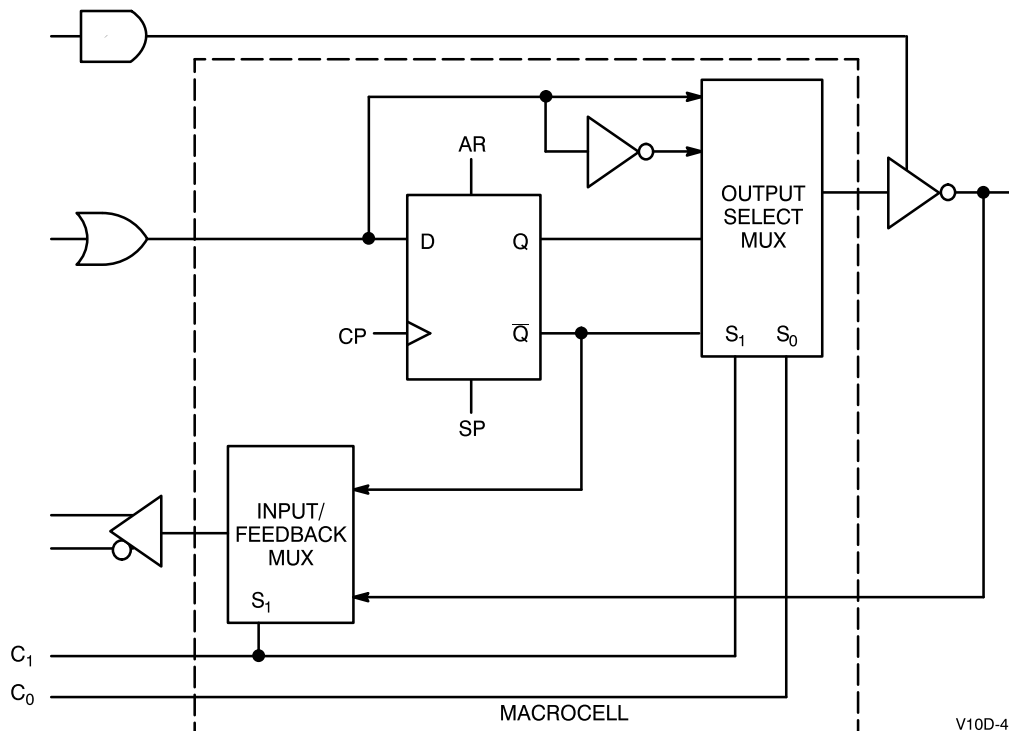 AR
OUTPUT
SELECT
MUX
D Q
CP Q̅
S₁ S₀
SP
INPUT/
FEEDBACK
MUX
S₁
C₁
C₀
MACROCELL
V10D-4